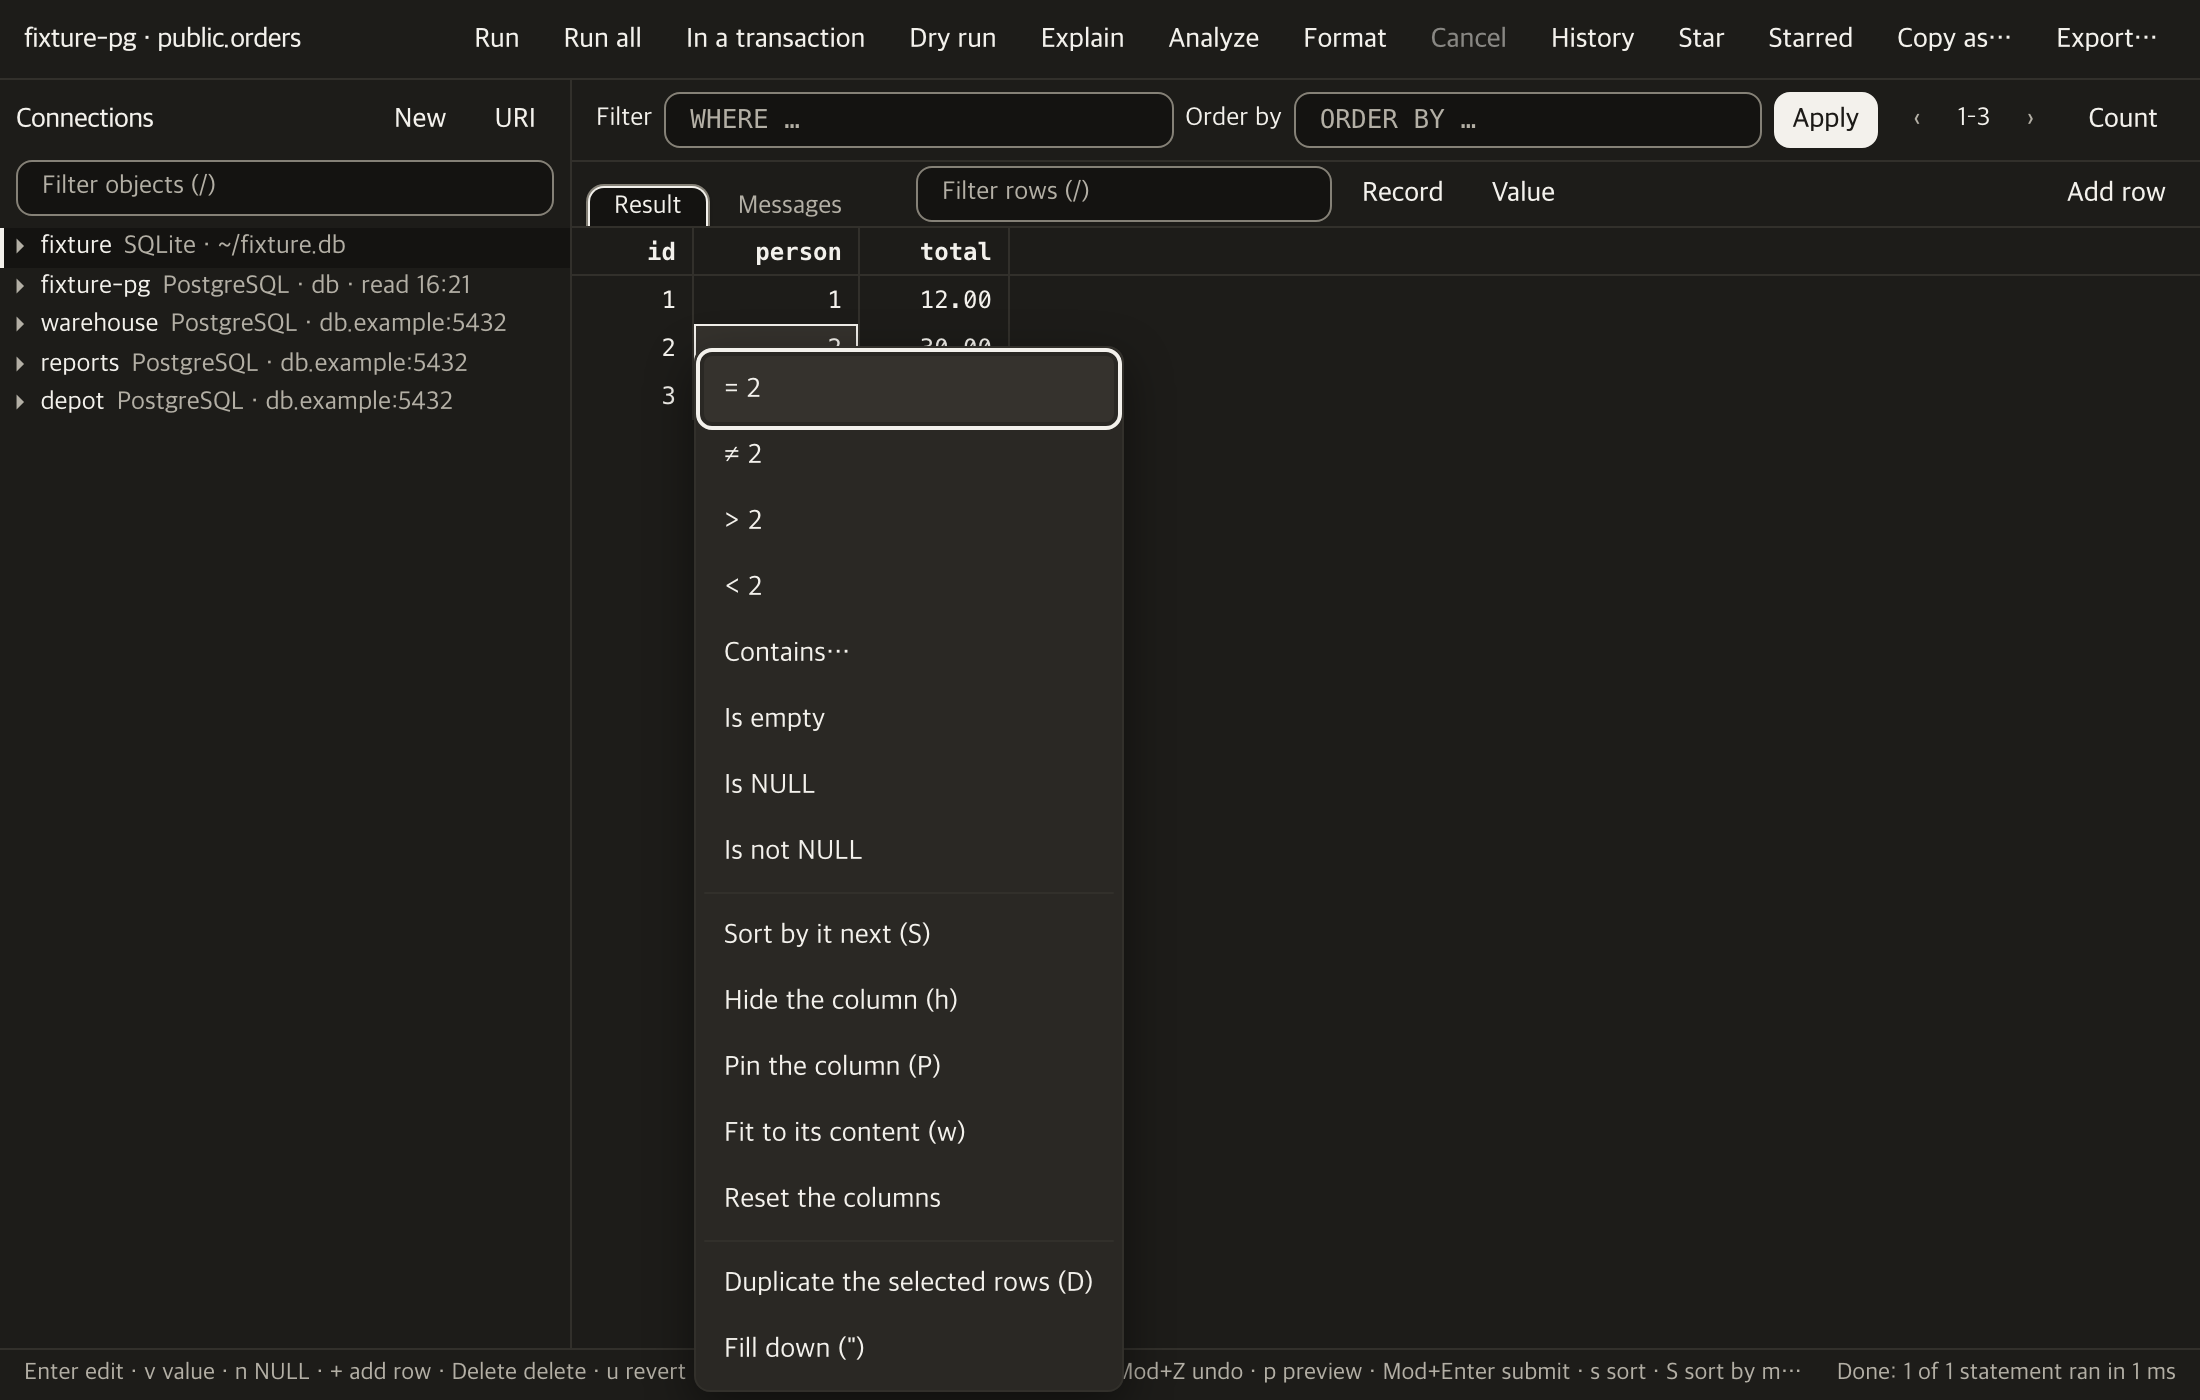 fixture-pg · public.orders Run Run all In a transaction Dry run Explain Analyze Format Cancel History Star Starred Copy as… Export…
Connections New URI
Filter WHERE … Order by ORDER BY … Apply ‹ 1-3 › Count
Filter objects (/)
Result Messages Filter rows (/) Record Value Add row
fixture SQLite · ~/fixture.db
fixture-pg PostgreSQL · db · read 16:21
warehouse PostgreSQL · db.example:5432
reports PostgreSQL · db.example:5432
depot PostgreSQL · db.example:5432
id person total
1 1 12.00
2 2 30.00
3
= 2
≠ 2
> 2
< 2
Contains…
Is empty
Is NULL
Is not NULL
Sort by it next (S)
Hide the column (h)
Pin the column (P)
Fit to its content (w)
Reset the columns
Duplicate the selected rows (D)
Fill down (")
Enter edit · v value · n NULL · + add row · Delete delete · u revert Mod+Z undo · p preview · Mod+Enter submit · s sort · S sort by m… Done: 1 of 1 statement ran in 1 ms